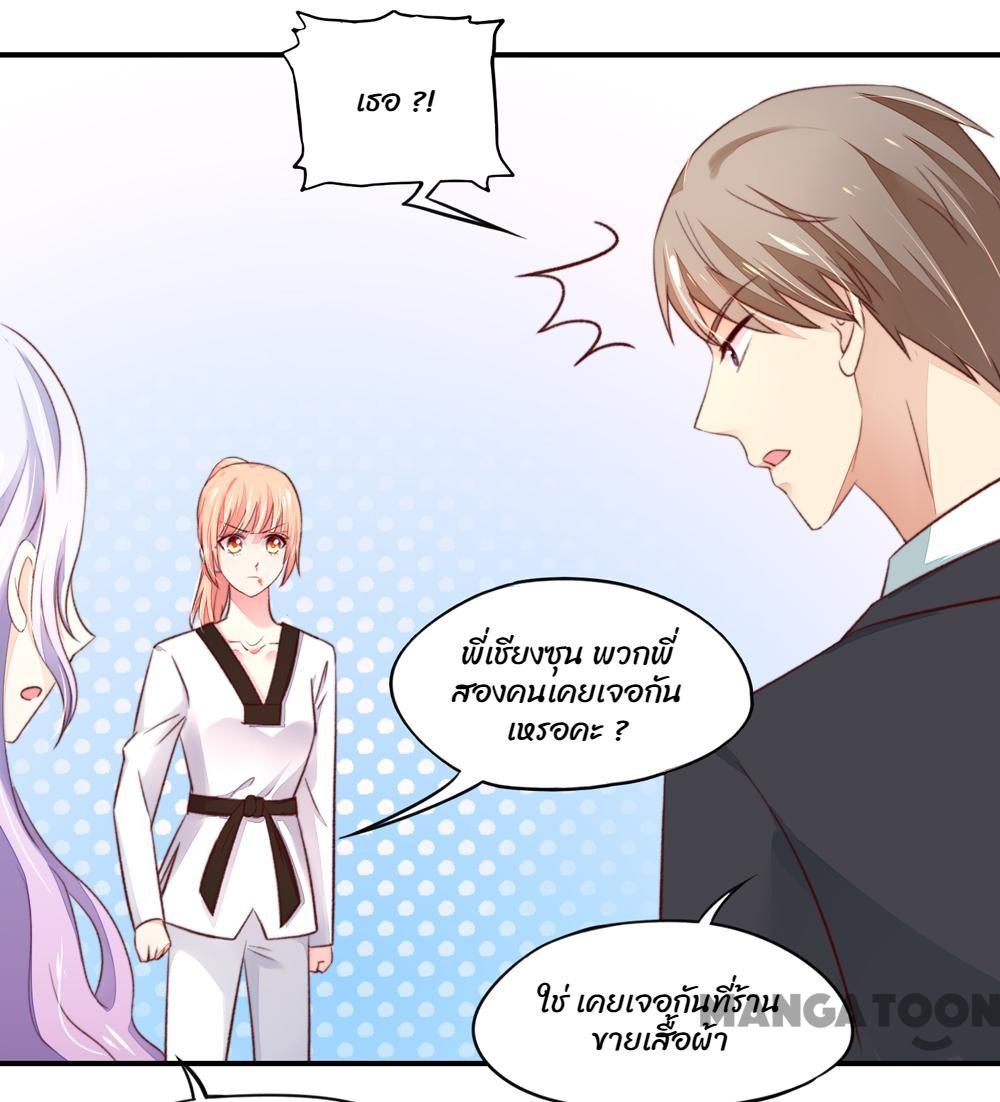 เธอ ?!
พี่เชียงซุน พวกพี่
สองคนเคยเจอกัน
เหรอคะ ?
ใช่ เคยเจอกันที่ร้าน
ขายเสื้อผ้า
MANGATOON